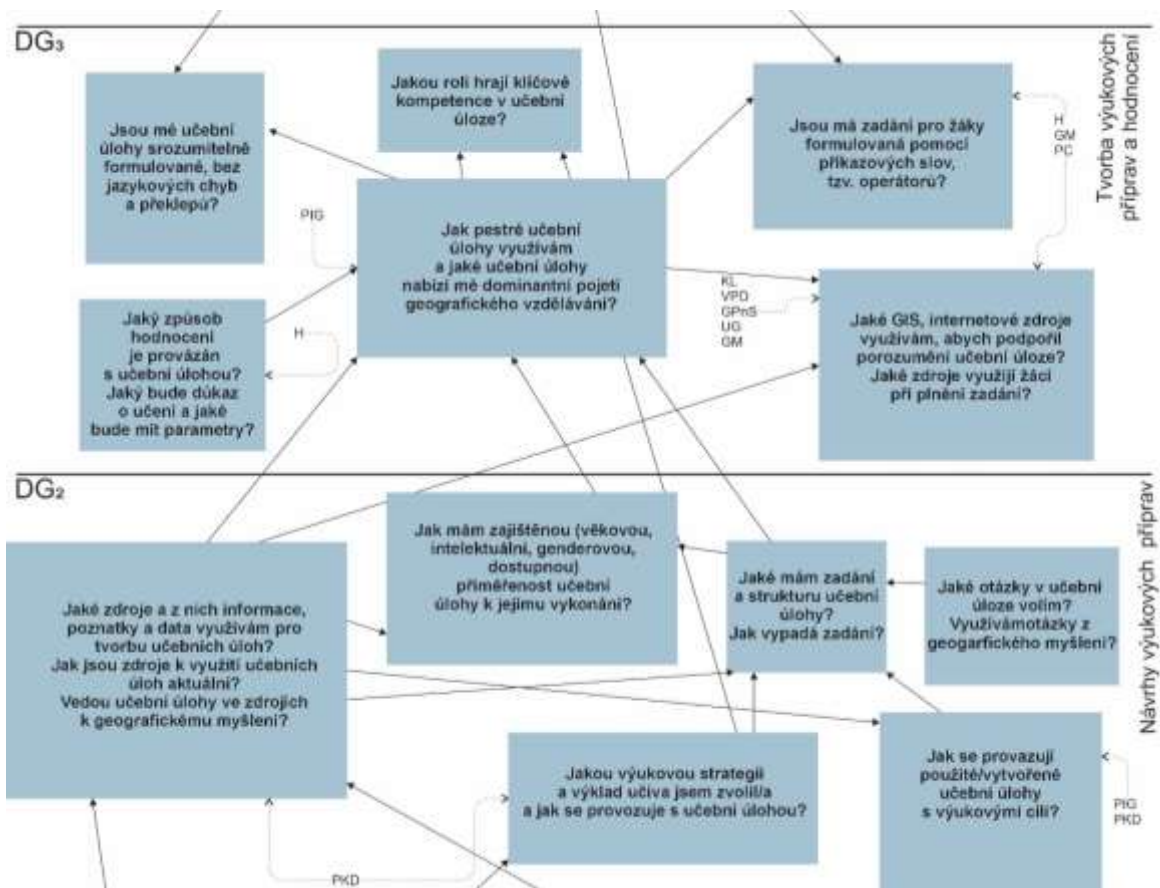 DG₃
Jsou mé učební
úlohy srozumitelně
formulované, bez
jazykových chyb
a překlepů?
Jakou roli hrají klíčové
kompetence v učební
úloze?
Jsou má zadání pro žáky
formulovaná pomocí
příkazových slov,
tzv. operátorů?
H
GM
PC
Tvorba výukových
příprav a hodnocení
PIG
Jak pestré učební
úlohy využívám
a jaké učební úlohy
nabízí mé dominantní pojetí
geografického vzdělávání?
Jaký způsob
hodnocení
je provázán
s učební úlohou?
Jaký bude důkaz
o učení a jaké
bude mít parametry?
H
KL
VPD
GPnS
UG
GM
Jaké GIS, internetové zdroje
využívám, abych podpořil
porozumění učební úloze?
Jaké zdroje využijí žáci
při plnění zadání?
DG₂
Jaké zdroje a z nich informace,
poznatky a data využívám pro
tvorbu učebních úloh?
Jak jsou zdroje k využití učebních
úloh aktuální?
Vedou učební úlohy ve zdrojích
k geografickému myšlení?
Jak mám zajištěnou (věkovou,
intelektuální, genderovou,
dostupnou)
přiměřenost učební
úlohy k jejímu vykonání?
Jaké mám zadání
a strukturu učební
úlohy?
Jak vypadá zadání?
Jaké otázky v učební
úloze volím?
Využívámotázky z
geogarfického myšlení?
Návrhy výukových příprav
Jakou výukovou strategii
a výklad učiva jsem zvolil/a
a jak se provozuje s učební úlohou?
Jak se provazují
použité/vytvořené
učební úlohy
s výukovými cíli?
PIG
PKD
PKD